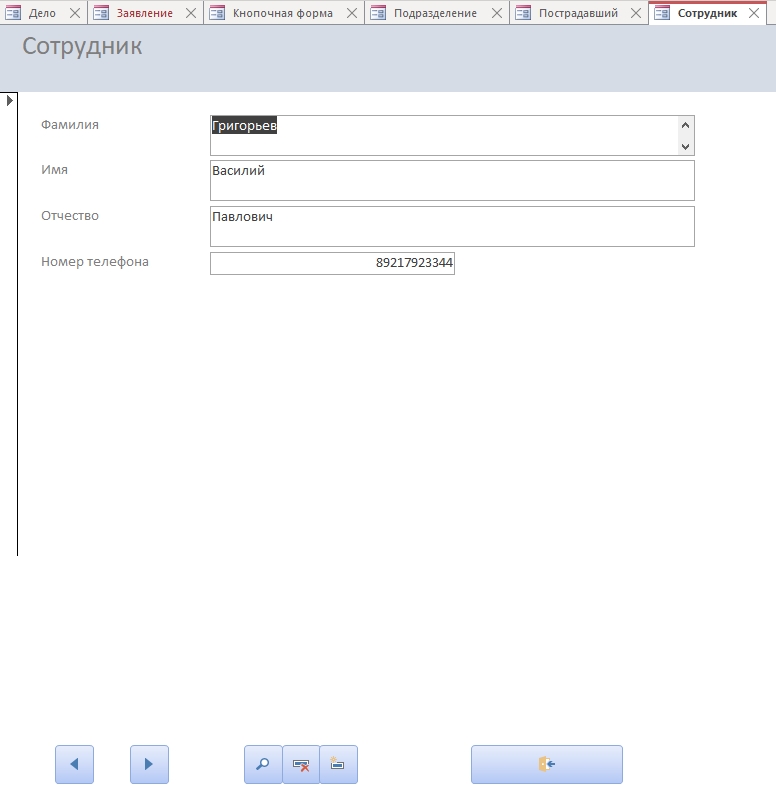 Дело Заявление Кнопочная форма Подразделение Пострадавший Сотрудник
Сотрудник
Фамилия Григорьев
Имя Василий
Отчество Павлович
Номер телефона 89217923344